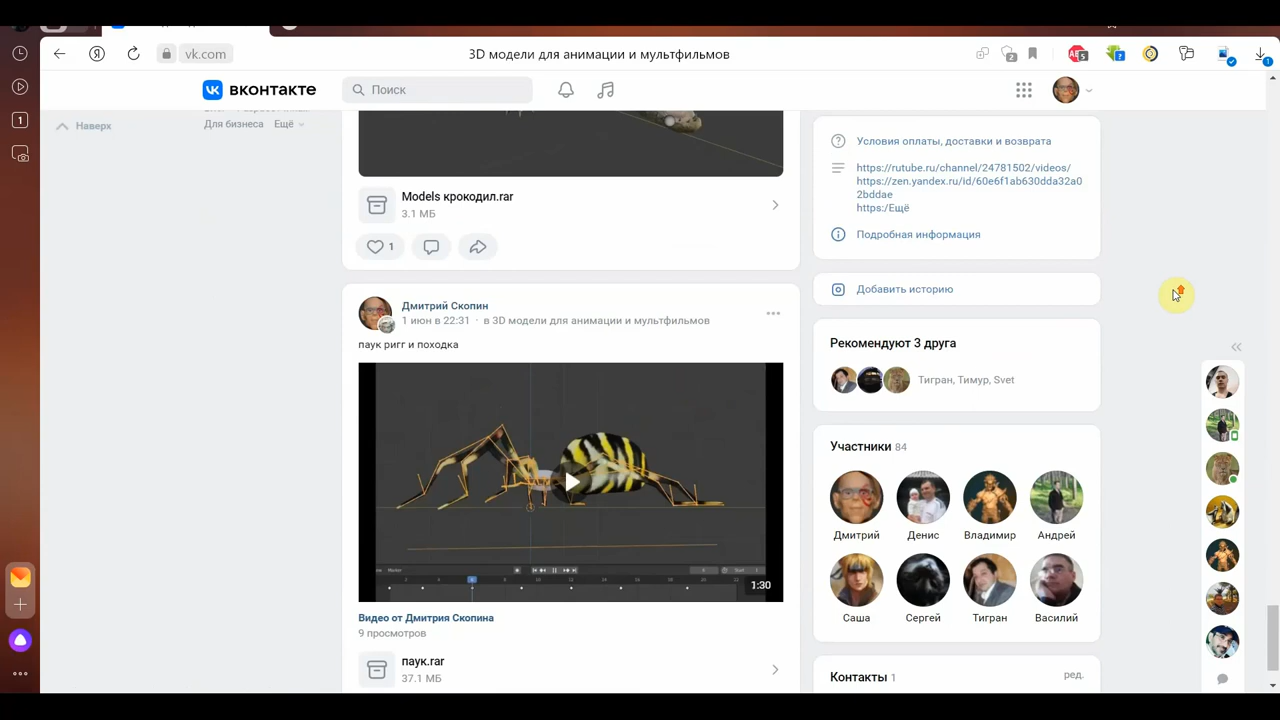 vk.com
3D модели для анимации и мультфильмов
2
5
?
1
вконтакте
Поиск
1
Наверх
Для бизнеса Ещё
Models крокодил.rar
3.1 МБ
1
Дмитрий Скопин
1 июн в 22:31 · в 3D модели для анимации и мультфильмов
паук ригг и походка
1:30
Видео от Дмитрия Скопина
9 просмотров
паук.rar
37.1 МБ
Условия оплаты, доставки и возврата
https://rutube.ru/channel/24781502/videos/
https://zen.yandex.ru/id/60e6f1ab630dda32a0
2bddae
https:/Ещё
Подробная информация
Добавить историю
Рекомендуют 3 друга
Тигран, Тимур, Svet
Участники 84
Дмитрий
Денис
Владимир
Андрей
Саша
Сергей
Тигран
Василий
Контакты 1
ред.